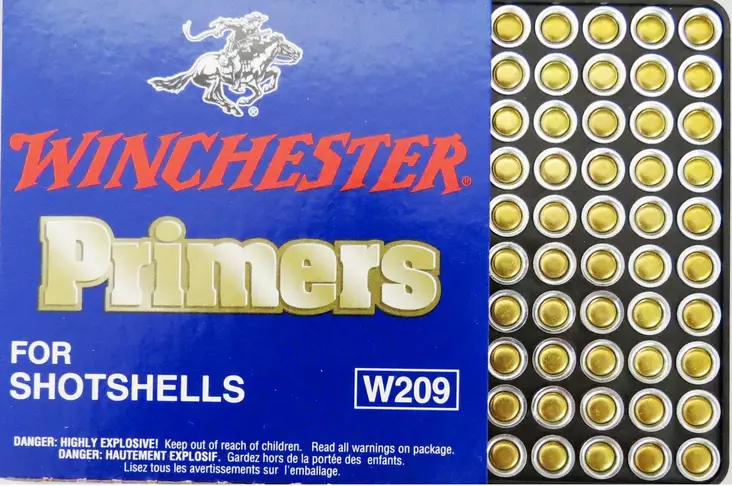 WINCHESTER®
Primers
FOR
SHOTSHELLS
W209
DANGER: HIGHLY EXPLOSIVE! Keep out of reach of children. Read all warnings on package.
DANGER: HAUTEMENT EXPLOSIF. Gardez hors de la portée des enfants.
Lisez tous les avertissements sur l'emballage.